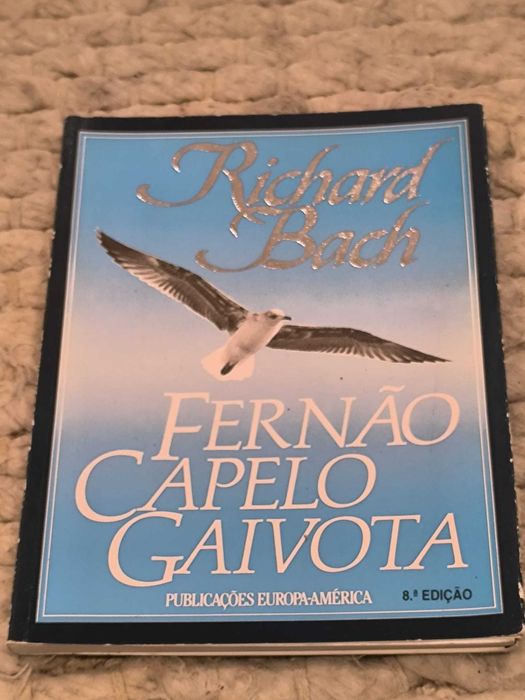 Richard
Bach
FERNÃO
CAPELO
GAIVOTA
PUBLICAÇÕES EUROPA-AMÉRICA
8.ª EDIÇÃO